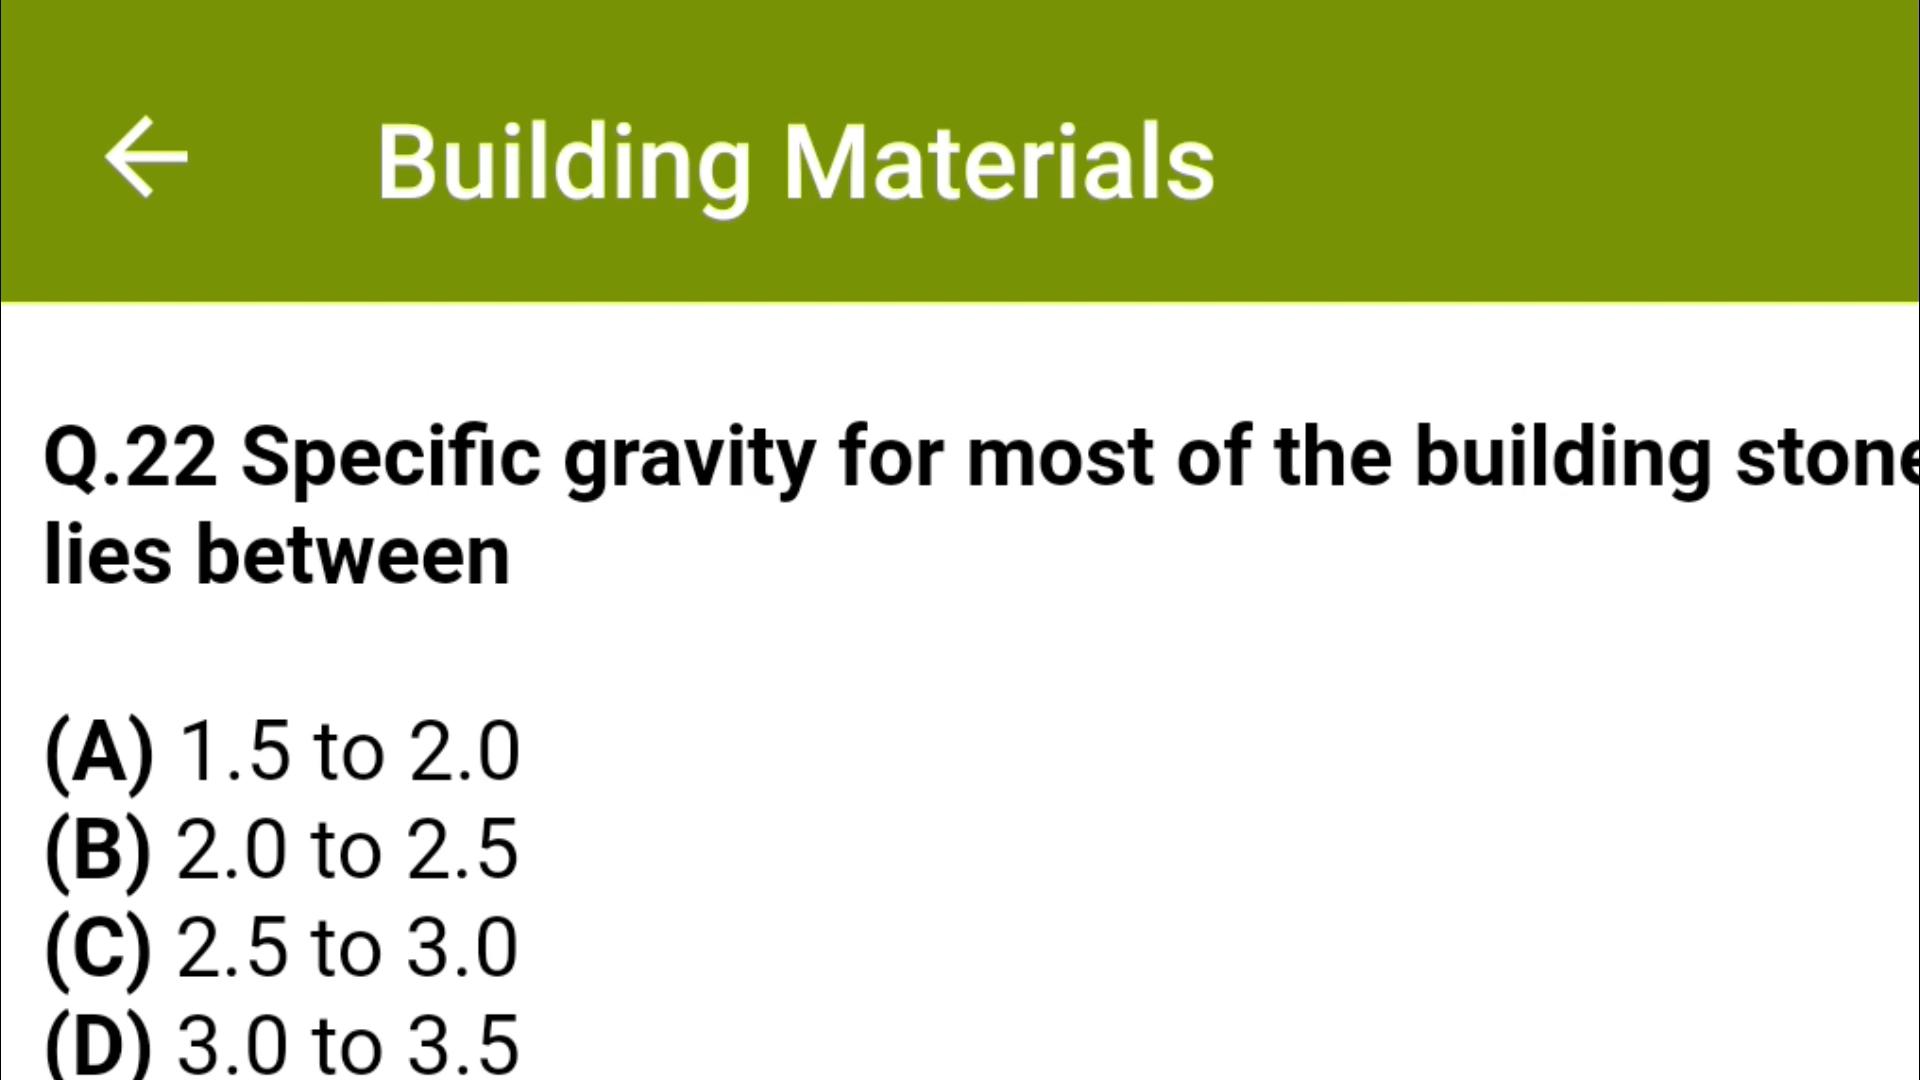 Building Materials
Q.22 Specific gravity for most of the building stone
lies between
(A) 1.5 to 2.0
(B) 2.0 to 2.5
(C) 2.5 to 3.0
(D) 3.0 to 3.5